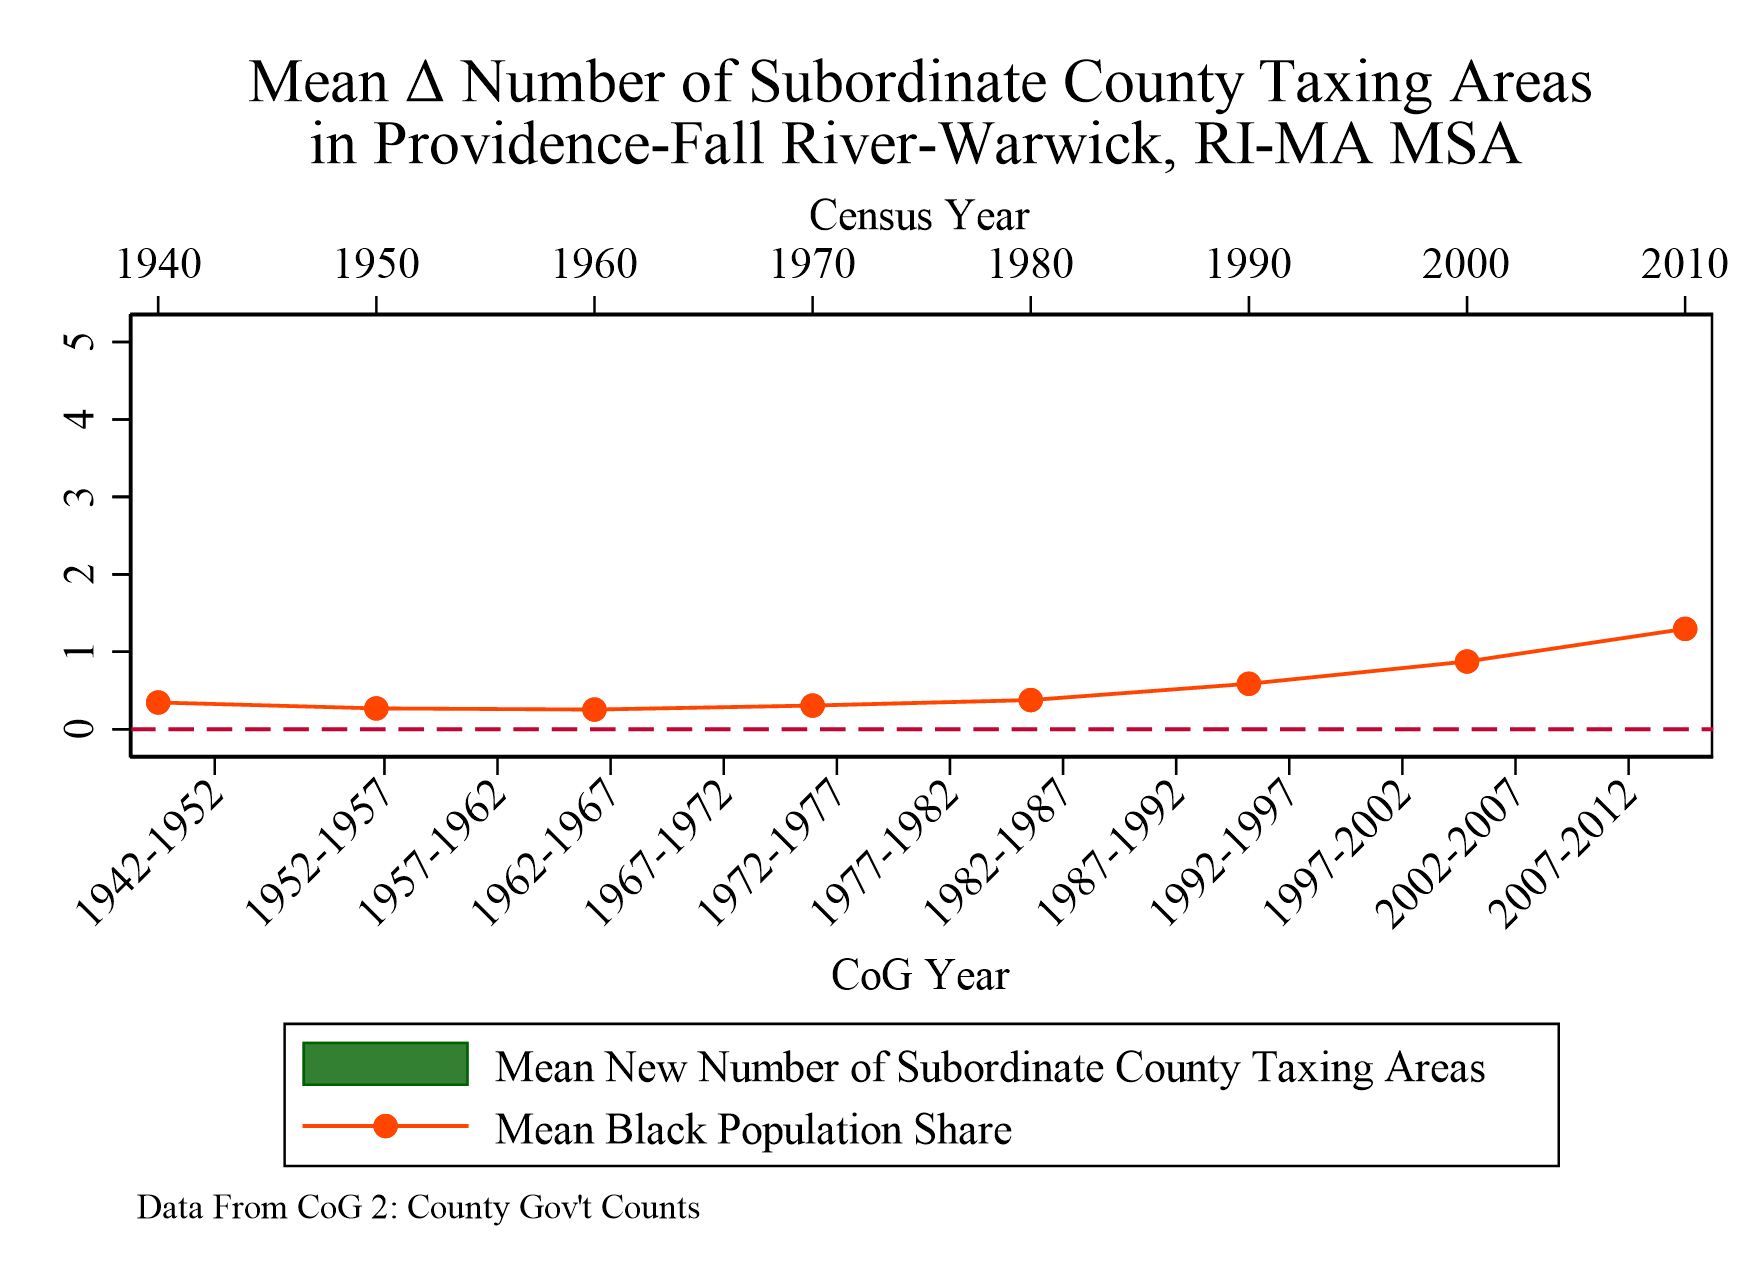 Mean Δ Number of Subordinate County Taxing Areas
in Providence-Fall River-Warwick, RI-MA MSA
Census Year
1940 1950 1960 1970 1980 1990 2000 2010
5
4
3
2
1
0
1942-1952 1952-1957 1957-1962 1962-1967 1967-1972 1972-1977 1977-1982 1982-1987 1987-1992 1992-1997 1997-2002 2002-2007 2007-2012
CoG Year
Mean New Number of Subordinate County Taxing Areas
Mean Black Population Share
Data From CoG 2: County Gov't Counts